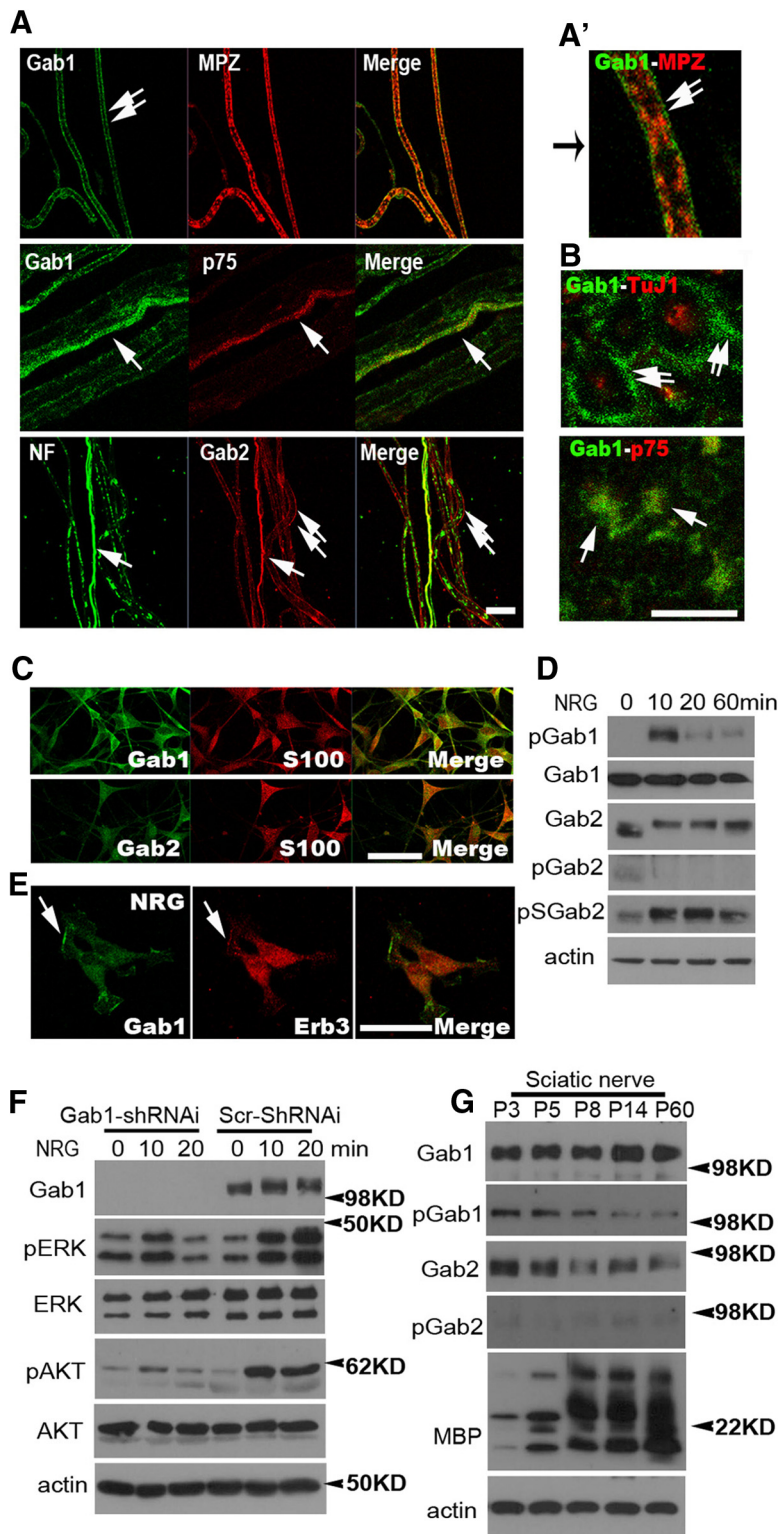 A
Gab1 MPZ Merge
Gab1 p75 Merge
NF Gab2 Merge
A’
Gab1-MPZ
B
Gab1-TuJ1
Gab1-p75
C
Gab1 S100 Merge
Gab2 S100 Merge
D
NRG 0 10 20 60min
pGab1
Gab1
Gab2
pGab2
pSGab2
actin
E
NRG
Gab1 Erb3 Merge
F
Gab1-shRNAi Scr-ShRNAi
NRG 0 10 20 0 10 20 min
Gab1
98KD
50KD
pERK
ERK
pAKT
62KD
AKT
actin
50KD
G
Sciatic nerve
P3 P5 P8 P14 P60
Gab1
98KD
pGab1
98KD
Gab2
98KD
pGab2
98KD
MBP
22KD
actin